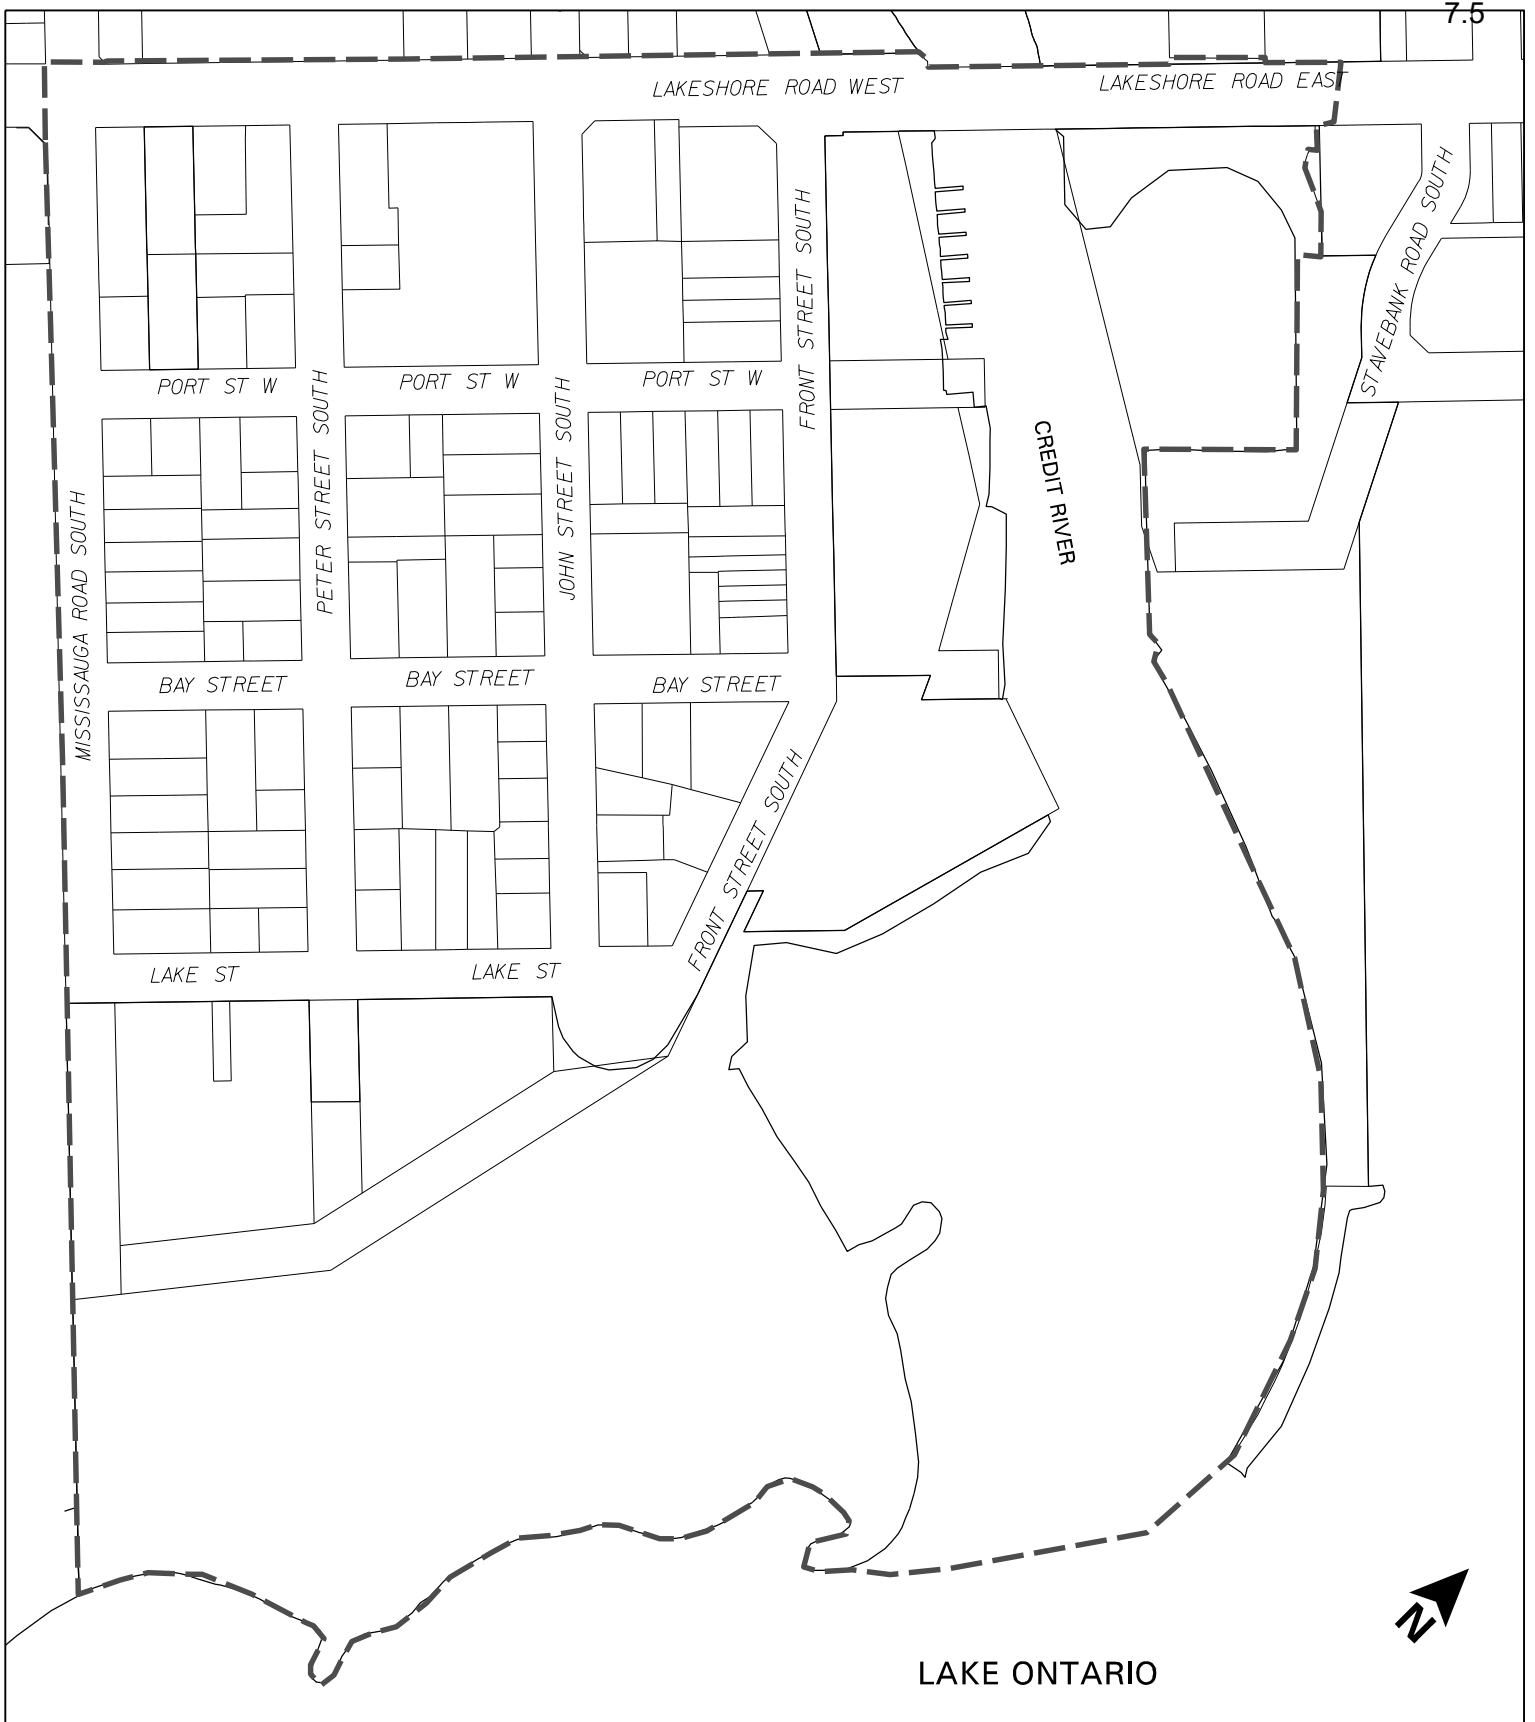 7.5
LAKESHORE ROAD WEST
LAKESHORE ROAD EAST
STAVEBANK ROAD SOUTH
FRONT STREET SOUTH
PORT ST W
PORT ST W
PORT ST W
PETER STREET SOUTH
JOHN STREET SOUTH
CREDIT RIVER
MISSISSAUGA ROAD SOUTH
BAY STREET
BAY STREET
BAY STREET
FRONT STREET SOUTH
LAKE ST
LAKE ST
N
LAKE ONTARIO